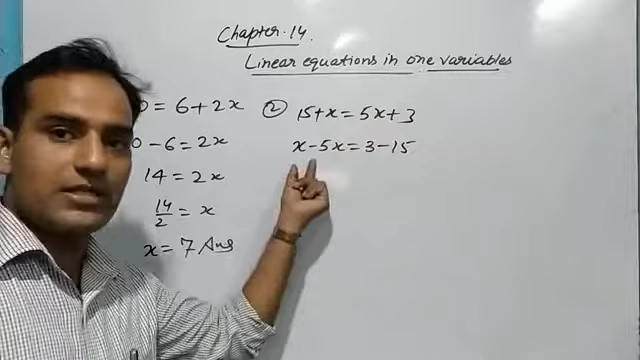 Chapter-14.
Linear equations in one variables
0 = 6 + 2x
0 - 6 = 2x
14 = 2x
14/2 = x
x = 7 Ans
② 15 + x = 5x + 3
x - 5x = 3 - 15